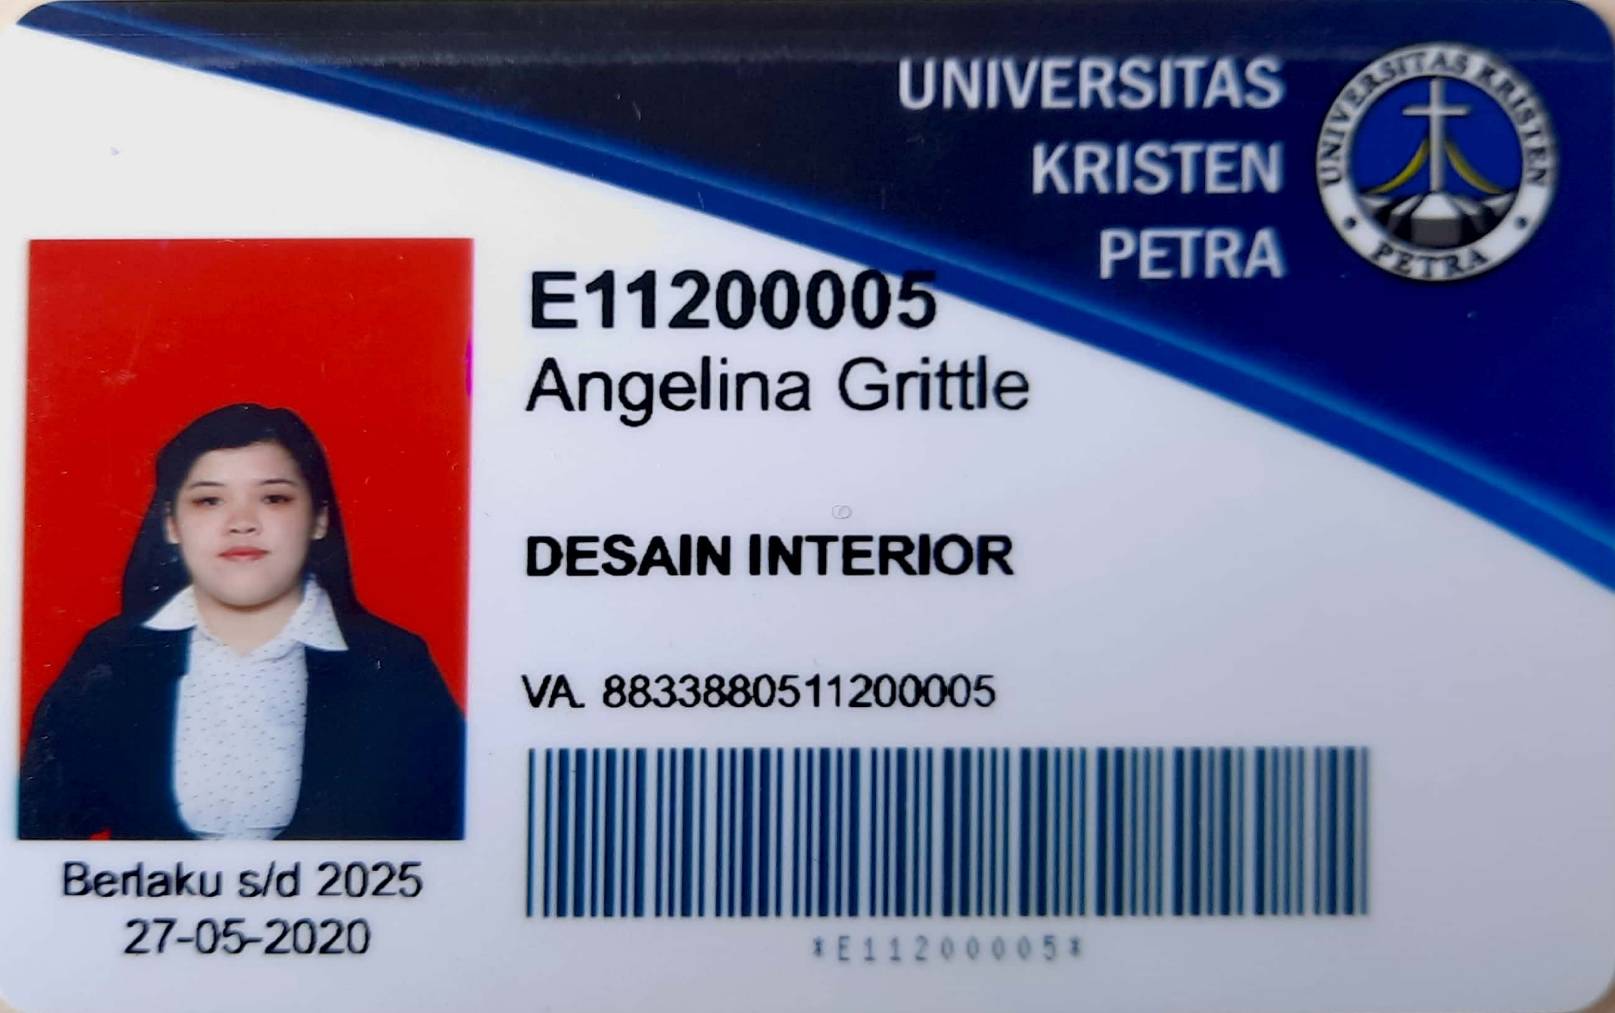 UNIVERSITAS
KRISTEN
PETRA
UNIVERSITAS KRISTEN
PETRA
E11200005
Angelina Grittle
DESAIN INTERIOR
VA. 8833880511200005
*E11200005*
Berlaku s/d 2025
27-05-2020